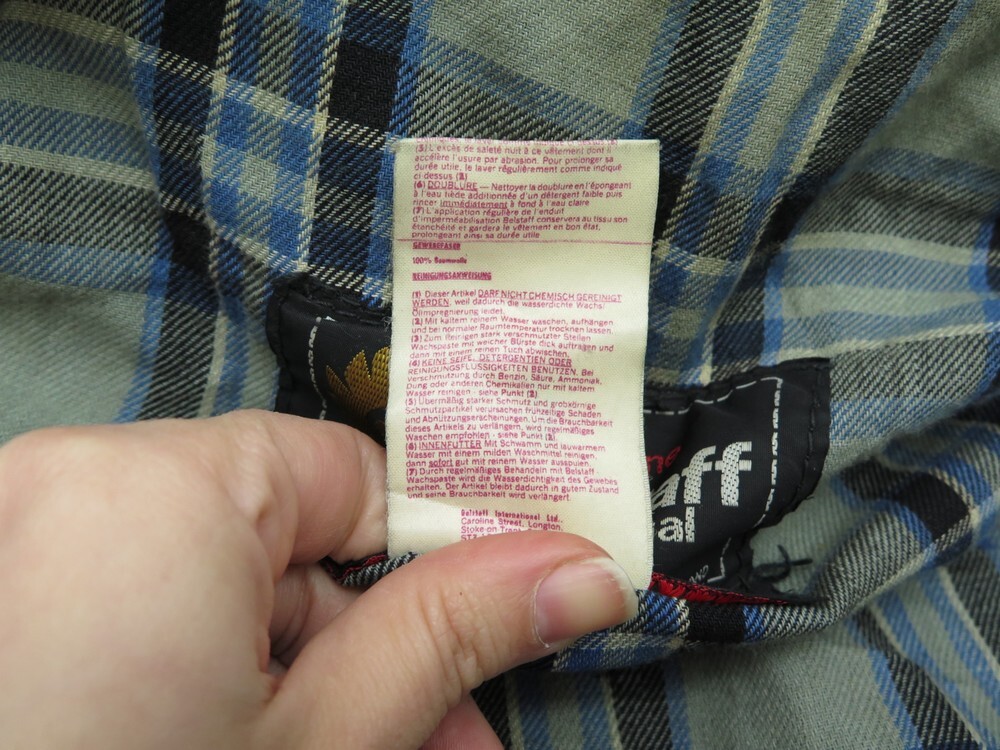 (5) L'excès de saleté nuit à ce vêtement dont il
accélère l'usure par abrasion. Pour prolonger sa
durée utile, le laver régulièrement comme indiqué
ci dessus (2)
(6) DOUBLURE — Nettoyer la doublure en l'épongeant
à l'eau tiède additionnée d'un détergent faible puis
rincer immédiatement à fond à l'eau claire
(7) L'application régulière de l'enduit
d'imperméabilisation Belstaff conservera au tissu son
étanchéité et gardera le vêtement en bon état,
prolongeant ainsi sa durée utile
GEWEBEFASER
100% Baumwolle
REINIGUNGSANWEISUNG
(1) Dieser Artikel DARF NICHT CHEMISCH GEREINIGT
WERDEN, weil dadurch die wasserdichte Wachs-
Ölimpregnierung leidet.
(2) Mit kaltem reinem Wasser waschen, aufhängen
und bei normaler Raumtemperatur trocknen lassen.
(3) Zum Reinigen stark verschmutzter Stellen
Wachspaste mit weicher Bürste dick auftragen und
dann mit einem reinen Tuch abwischen.
(4) KEINE SEIFE, DETERGENTIEN ODER
REINIGUNGSFLÜSSIGKEITEN BENUTZEN. Bei
verschmutzung durch Benzin, Säure, Ammoniak,
Dung oder anderen Chemikalien nur mit kaltem
Wasser reinigen - siehe Punkt (2)
(5) Übermäßig starker Schmutz und grobkörnige
Schmutzpartikel verursachen frühzeitige Schäden
und Abnützungserscheinungen. Um die Brauchbarkeit
dieses Artikels zu verlängern, wird regelmäßiges
Waschen empfohlen - siehe Punkt (2)
(6) INNENFUTTER Mit Schwamm und lauwarmem
Wasser mit einem milden Waschmittel reinigen,
dann sofort gut mit reinem Wasser ausspülen.
(7) Durch regelmäßiges Behandeln mit Belstaff -
Wachspaste wird die Wasserdichtigkeit des Gewebes
erhalten. Der Artikel bleibt dadurch in gutem Zustand
und seine Brauchbarkeit wird verlängert
Belstaff International Ltd.,
Caroline Street, Longton,
Stoke-on-Trent,
me
aff